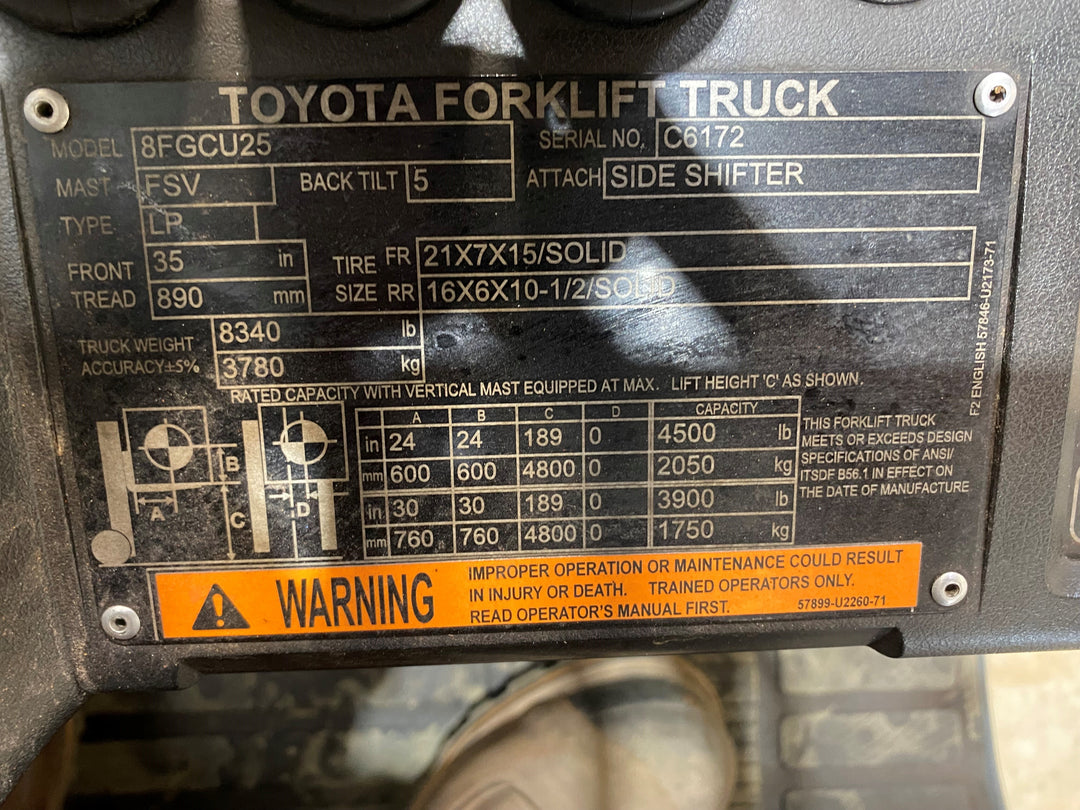 TOYOTA FORKLIFT TRUCK
MODEL 8FGCU25 SERIAL NO. C6172
MAST FSV BACK TILT 5 ATTACH SIDE SHIFTER
TYPE LP
FRONT TREAD 35 in TIRE SIZE FR 21X7X15/SOLID
890 mm RR 16X6X10-1/2/SOLID
TRUCK WEIGHT 8340 lb
ACCURACY±5% 3780 kg
RATED CAPACITY WITH VERTICAL MAST EQUIPPED AT MAX. LIFT HEIGHT 'C' AS SHOWN.
A B C D CAPACITY
in 24 24 189 0 4500 lb
mm 600 600 4800 0 2050 kg
in 30 30 189 0 3900 lb
mm 760 760 4800 0 1750 kg
A
B
C
D
THIS FORKLIFT TRUCK
MEETS OR EXCEEDS DESIGN
SPECIFICATIONS OF ANSI/
ITSDF B56.1 IN EFFECT ON
THE DATE OF MANUFACTURE
F2 ENGLISH 57846-U2173-71
WARNING
IMPROPER OPERATION OR MAINTENANCE COULD RESULT
IN INJURY OR DEATH. TRAINED OPERATORS ONLY.
READ OPERATOR'S MANUAL FIRST. 57899-U2260-71